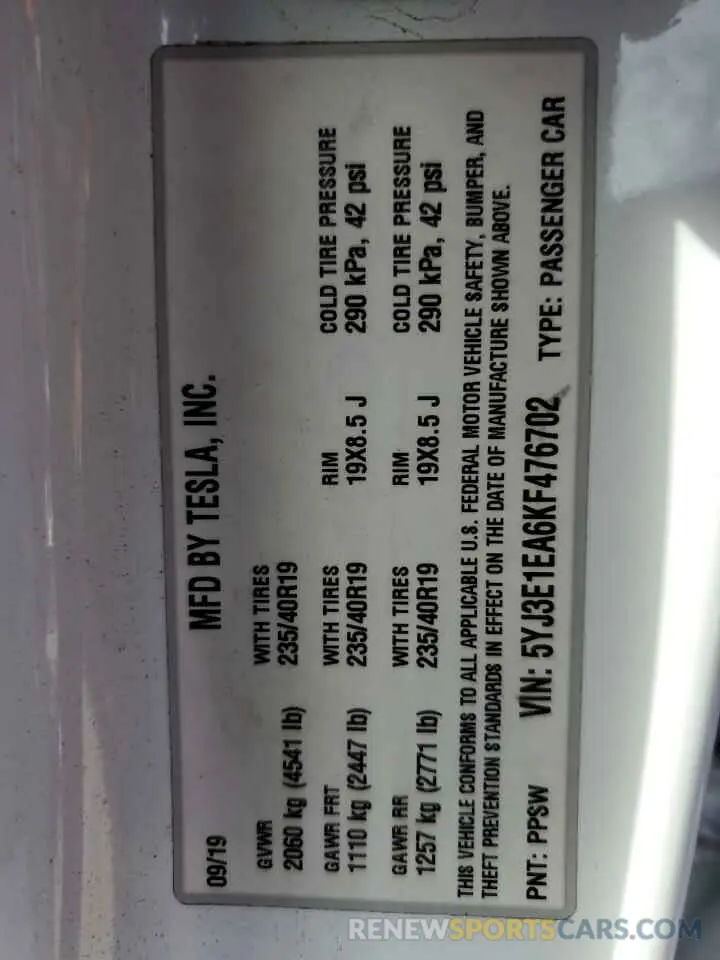 MFD BY TESLA, INC.
09/19
GVWR WITH TIRES
2060 kg (4541 lb) 235/40R19
GAWR FRT WITH TIRES RIM COLD TIRE PRESSURE
1110 kg (2447 lb) 235/40R19 19X8.5 J 290 kPa, 42 psi
GAWR RR WITH TIRES RIM COLD TIRE PRESSURE
1257 kg (2771 lb) 235/40R19 19X8.5 J 290 kPa, 42 psi
THIS VEHICLE CONFORMS TO ALL APPLICABLE U.S. FEDERAL MOTOR VEHICLE SAFETY, BUMPER, AND
THEFT PREVENTION STANDARDS IN EFFECT ON THE DATE OF MANUFACTURE SHOWN ABOVE.
PNT: PPSW VIN: 5YJ3E1EA6KF476702 TYPE: PASSENGER CAR
RENEWSPORTSCARS.COM